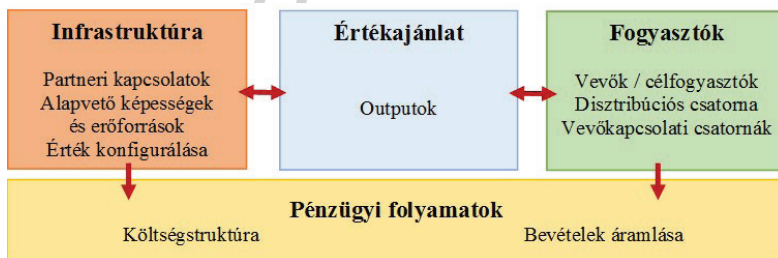 Infrastruktúra
Partneri kapcsolatok
Alapvető képességek
és erőforrások
Érték konfigurálása
Értékajánlat
Outputok
Fogyasztók
Vevők / célfogyasztók
Disztribúciós csatorna
Vevőkapcsolati csatornák
Pénzügyi folyamatok
Költségstruktúra
Bevételek áramlása